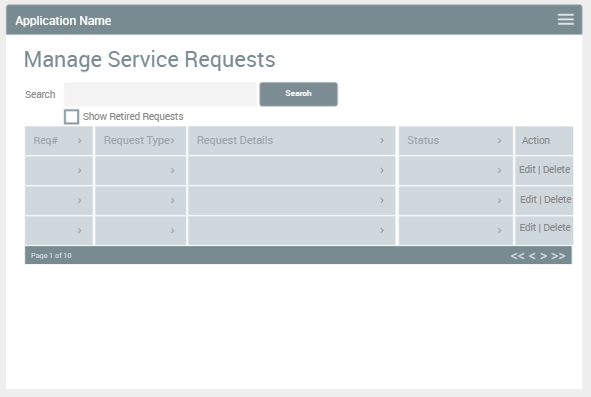 Application Name
Manage Service Requests
Search
Search
Show Retired Requests
Req# > Request Type > Request Details > Status > Action
> > > > Edit | Delete
> > > > Edit | Delete
> > > > Edit | Delete
Page 1 of 10 << < > >>